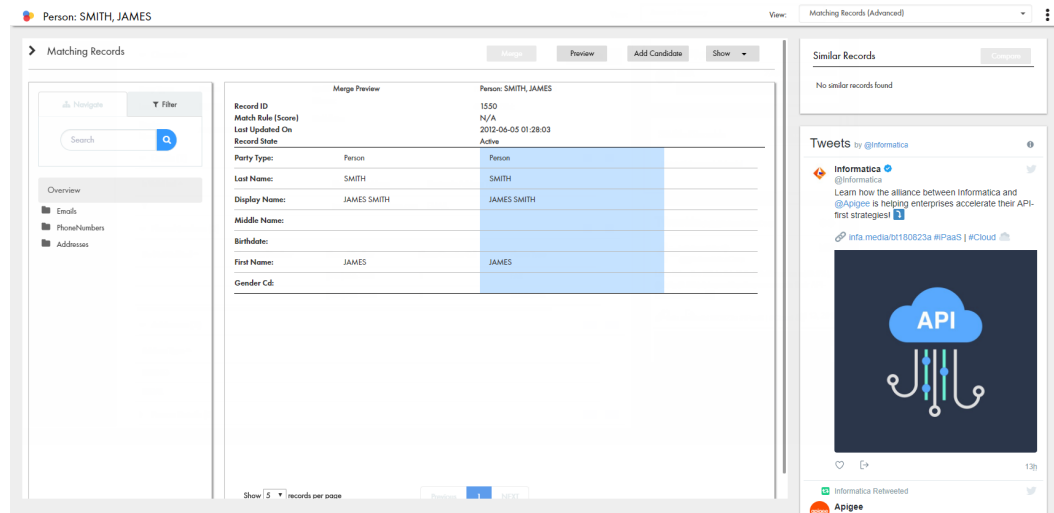 Person: SMITH, JAMES
View: Matching Records (Advanced)
Matching Records
Merge Preview Add Candidate Show
Navigate Filter
Search
Overview
Emails
PhoneNumbers
Addresses
Merge Preview Person: SMITH, JAMES
Record ID 1550
Match Rule (Score) N/A
Last Updated On 2012-06-05 01:28:03
Record State Active
Party Type: Person Person
Last Name: SMITH SMITH
Display Name: JAMES SMITH JAMES SMITH
Middle Name:
Birthdate:
First Name: JAMES JAMES
Gender Cd:
Show 5 records per page Previous 1 NEXT
Similar Records Compare
No similar records found
Tweets by @Informatica
Informatica
@Informatica
Learn how the alliance between Informatica and
@Apigee is helping enterprises accelerate their API-
first strategies!
infa.media/bt180823a #iPaaS | #Cloud
API
13h
Informatica Retweeted
Apigee